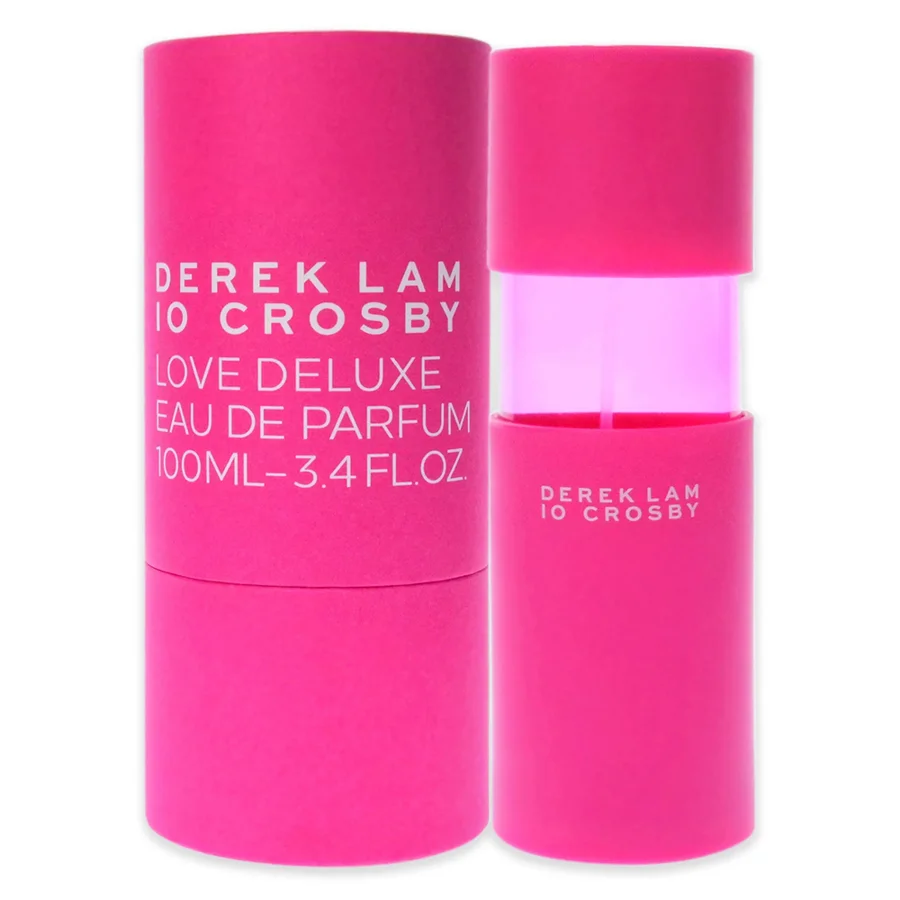 DEREK LAM
10 CROSBY
LOVE DELUXE
EAU DE PARFUM
100ML–3.4 FL.OZ.
DEREK LAM
10 CROSBY